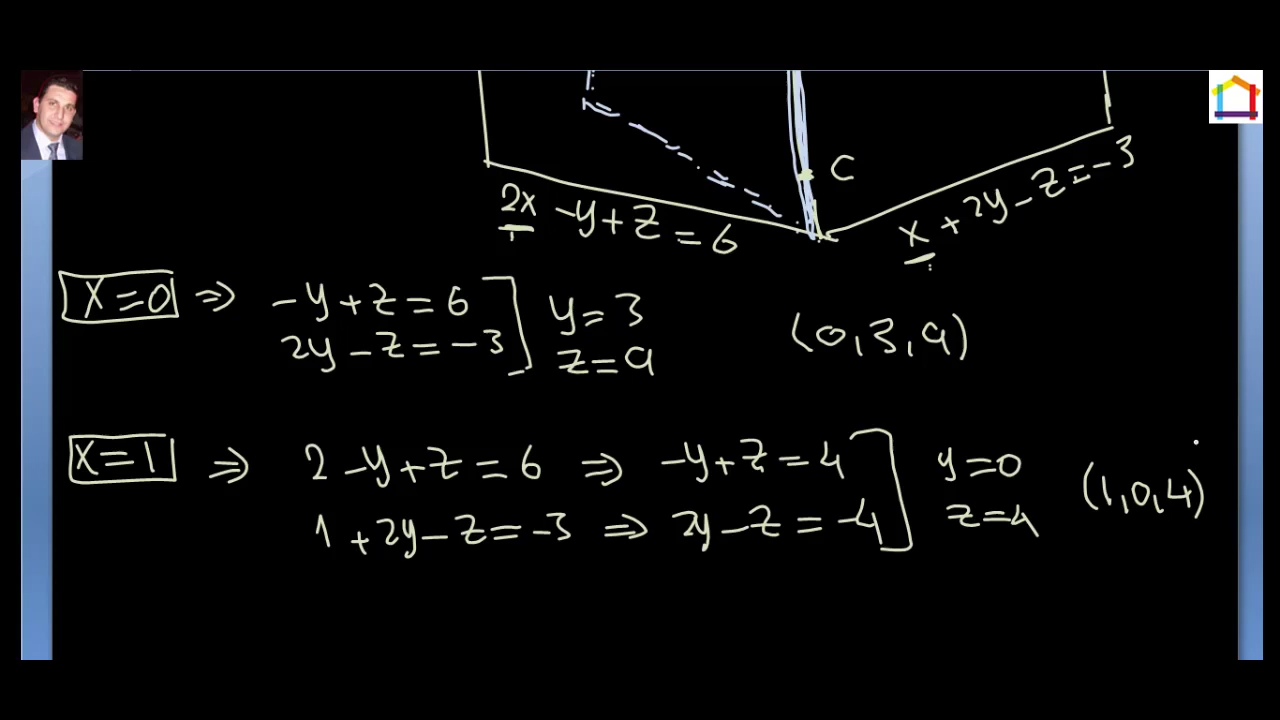 C
2x -y+z=6
x+2y-z=-3
x=0 ⇒ -y+z=6 ] y=3 (0,3,9)
2y-z=-3 z=9
x=1 ⇒ 2-y+z=6 ⇒ -y+z=4 ] y=0 (1,0,4)
1+2y-z=-3 ⇒ 2y-z=-4 z=4